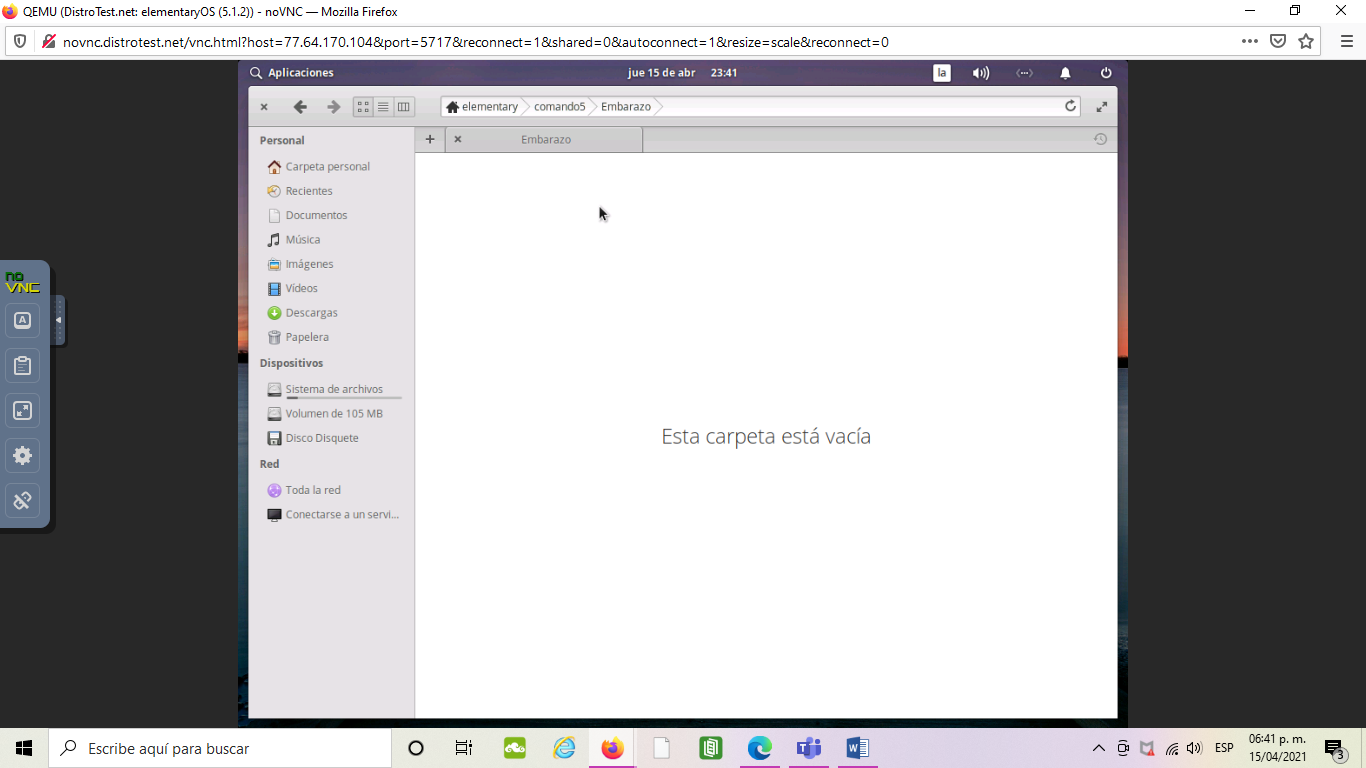 QEMU (DistroTest.net: elementaryOS (5.1.2)) - noVNC — Mozilla Firefox
novnc.distrotest.net/vnc.html?host=77.64.170.104&port=5717&reconnect=1&shared=0&autoconnect=1&resize=scale&reconnect=0
Aplicaciones
jue 15 de abr 23:41
la
elementary
comando5
Embarazo
Personal
Embarazo
Carpeta personal
Recientes
Documentos
Música
Imágenes
Vídeos
Descargas
Papelera
Dispositivos
Sistema de archivos
Volumen de 105 MB
Disco Disquete
Red
Toda la red
Conectarse a un servi...
Esta carpeta está vacía
no
VNC
A
Escribe aquí para buscar
ESP
06:41 p. m.
15/04/2021
3